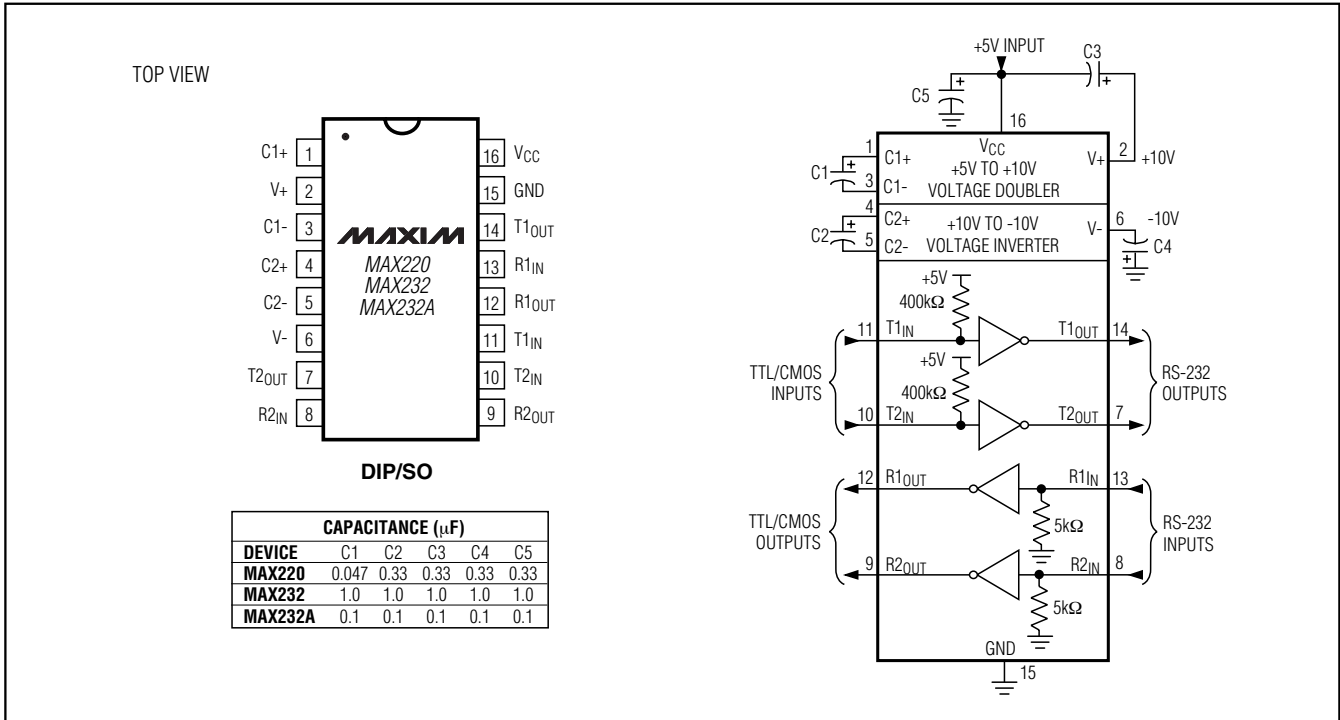 TOP VIEW
C1+ 1
V+ 2
C1- 3
C2+ 4
C2- 5
V- 6
T2OUT 7
R2IN 8
16 VCC
15 GND
14 T1OUT
13 R1IN
12 R1OUT
11 T1IN
10 T2IN
9 R2OUT
MAXIM
MAX220
MAX232
MAX232A
DIP/SO
CAPACITANCE (µF)
DEVICE C1 C2 C3 C4 C5
MAX220 0.047 0.33 0.33 0.33 0.33
MAX232 1.0 1.0 1.0 1.0 1.0
MAX232A 0.1 0.1 0.1 0.1 0.1
+5V INPUT
C3
+
C5
+
16
VCC
+5V TO +10V
VOLTAGE DOUBLER
1
C1+
C1
+
3
C1-
V+
2
+10V
4
C2+
C2
+
5
C2-
+10V TO -10V
VOLTAGE INVERTER
V-
6
-10V
C4
+
+5V
400kΩ
11 T1IN
T1OUT 14
+5V
400kΩ
10 T2IN
T2OUT 7
TTL/CMOS
INPUTS
RS-232
OUTPUTS
12 R1OUT
R1IN 13
5kΩ
9 R2OUT
R2IN 8
5kΩ
TTL/CMOS
OUTPUTS
RS-232
INPUTS
GND
15